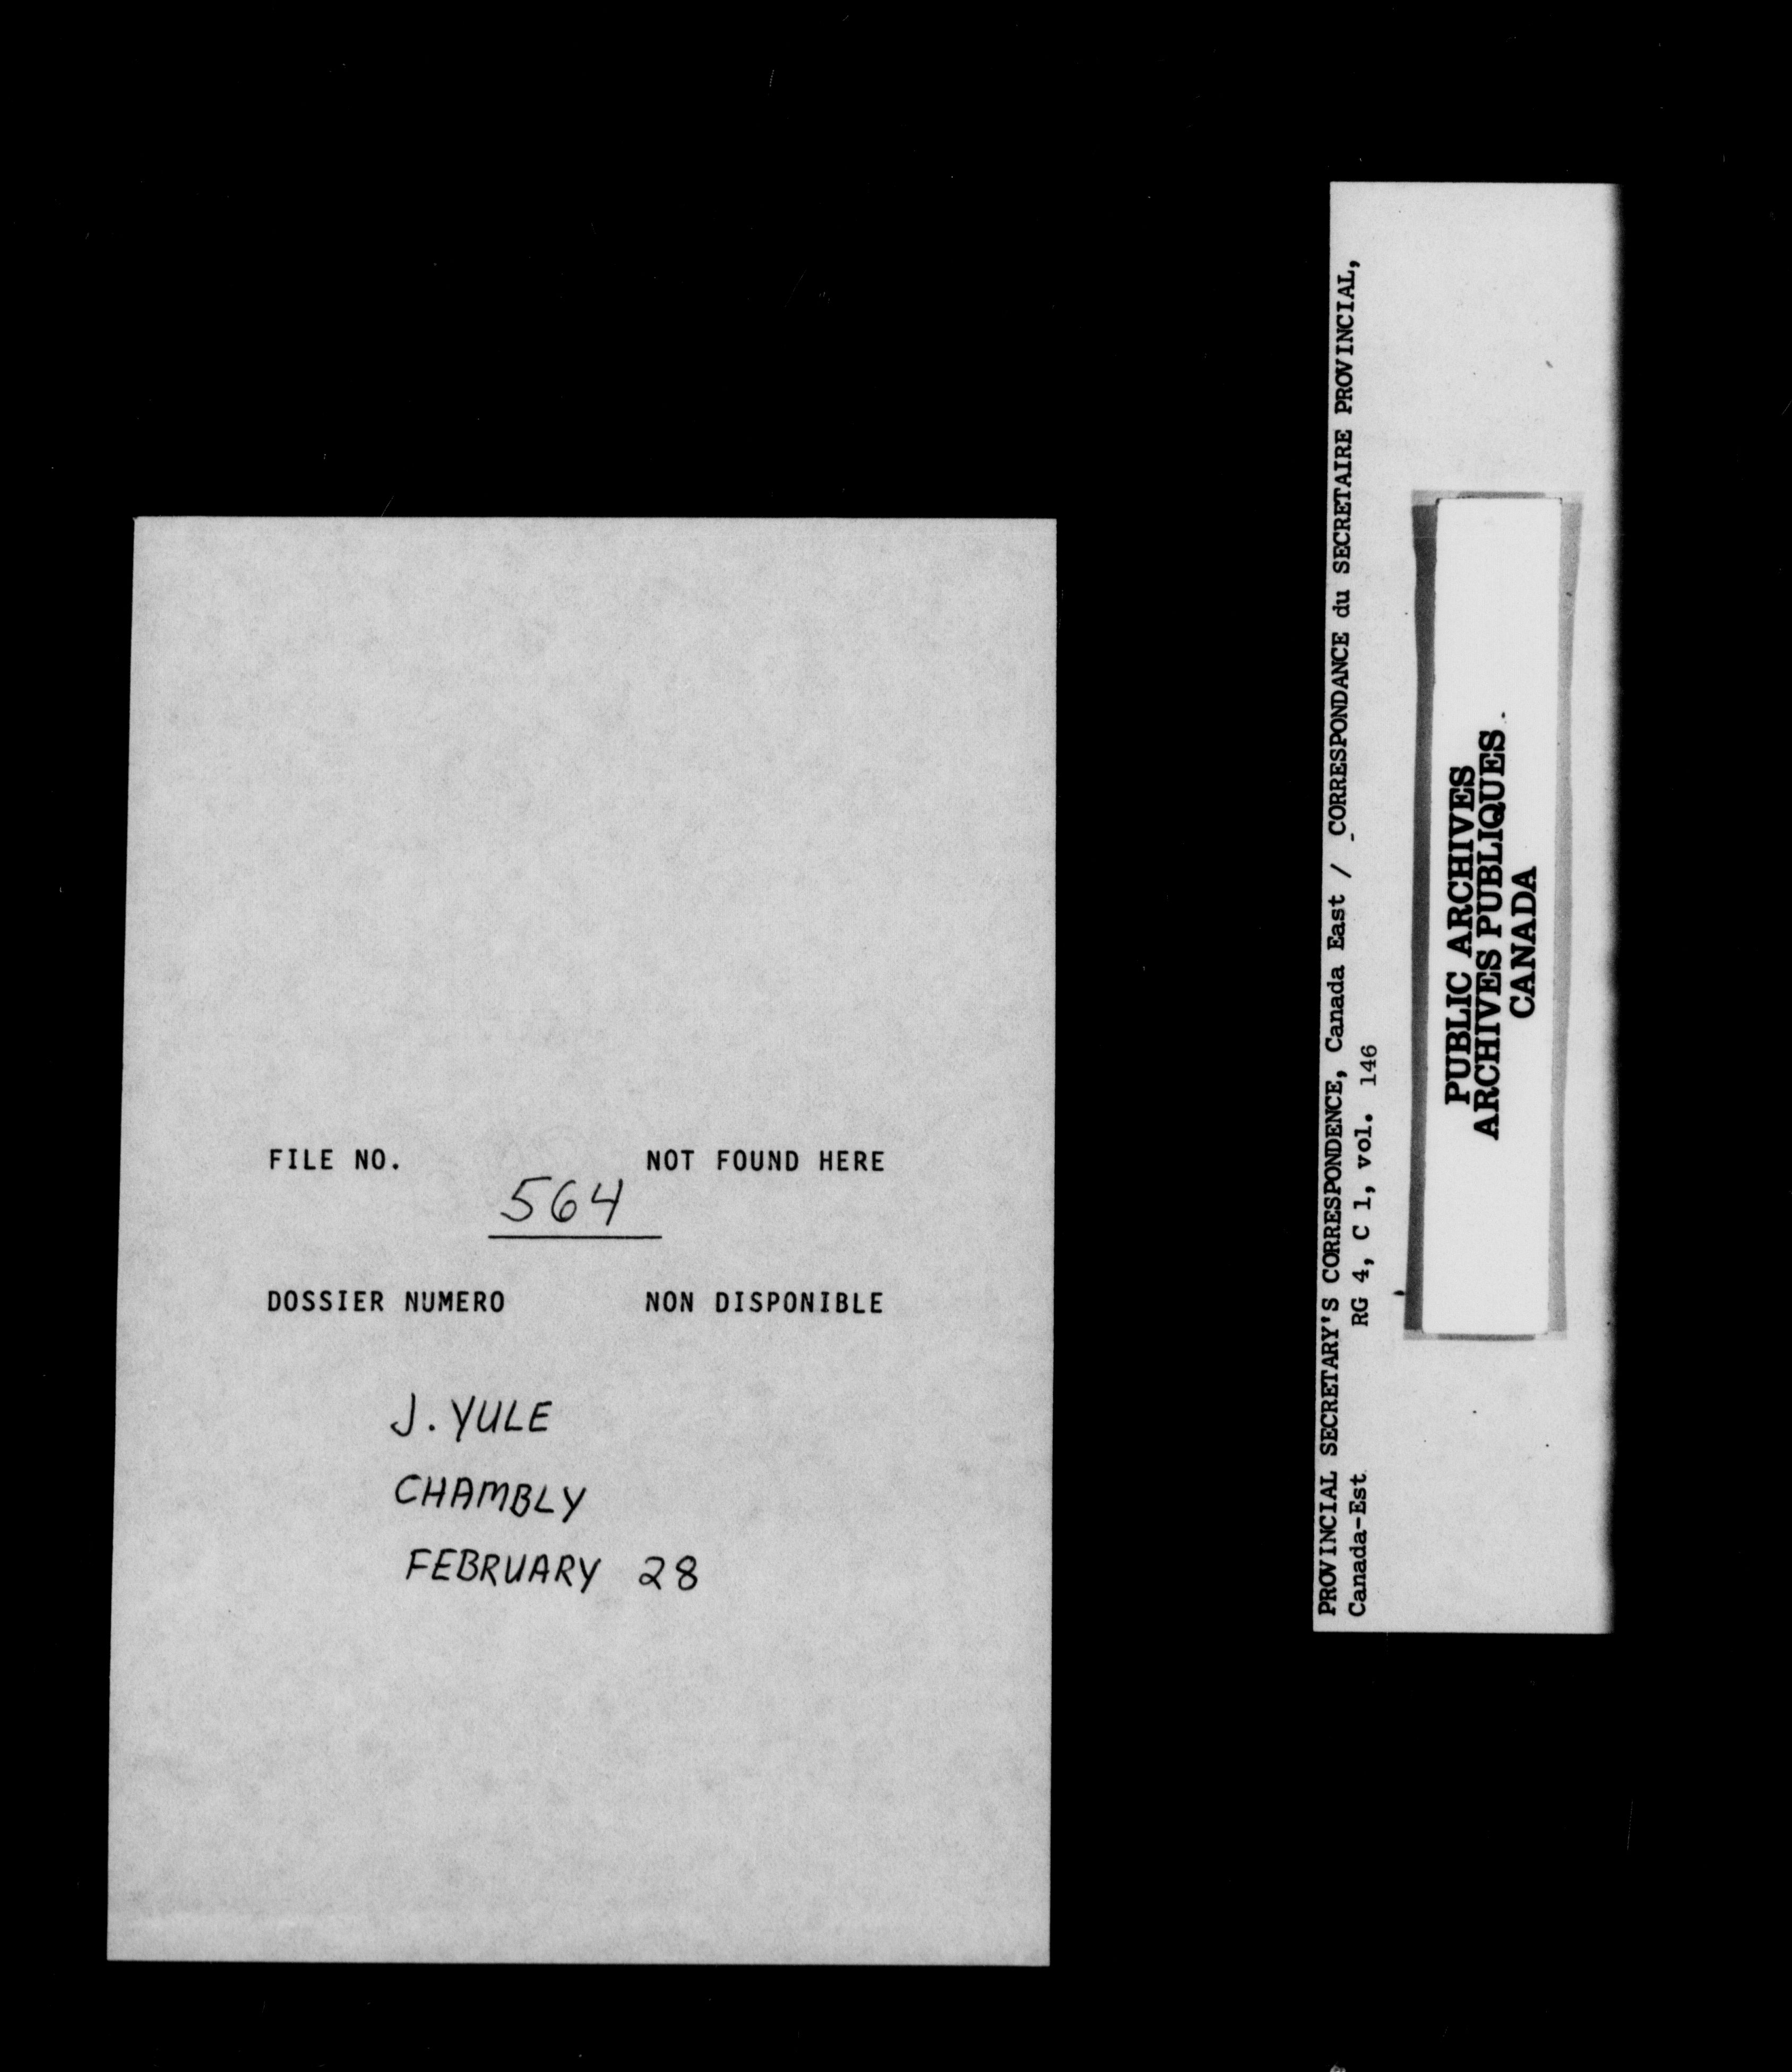 FILE NO. NOT FOUND HERE
564
DOSSIER NUMERO NON DISPONIBLE
J. YULE
CHAMBLY
FEBRUARY 28
PROVINCIAL SECRETARY'S CORRESPONDENCE, Canada East / CORRESPONDANCE du SECRETAIRE PROVINCIAL,
Canada-Est RG 4, C 1, vol. 146
PUBLIC ARCHIVES
ARCHIVES PUBLIQUES
CANADA